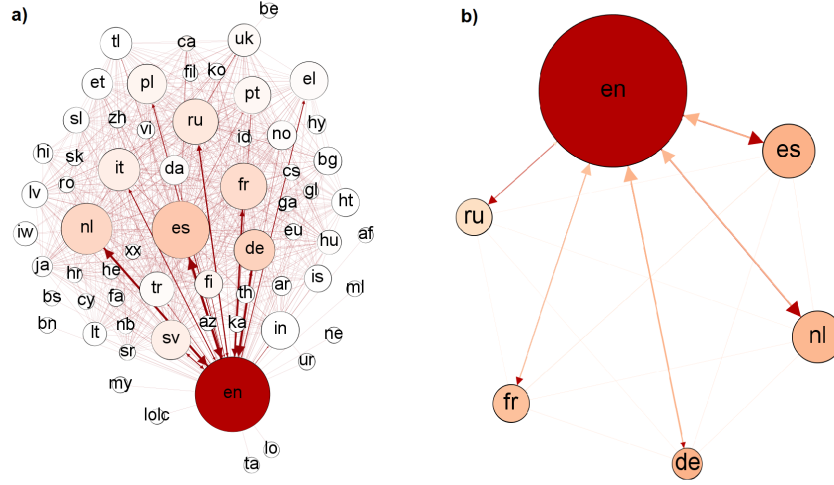 a)
be
tl
ca
uk
et
pl
fil
ko
pt
el
sl
zh
vi
ru
id
no
hy
hi
sk
it
da
cs
bg
lv
ro
fr
gl
ht
ga
iw
nl
es
eu
de
hu
af
xx
ja
hr
he
tr
fi
th
ar
is
ml
bs
cy
fa
bn
lt
nb
sv
az
ka
in
ne
sr
ur
my
en
lolc
lo
ta
b)
en
es
ru
nl
fr
de